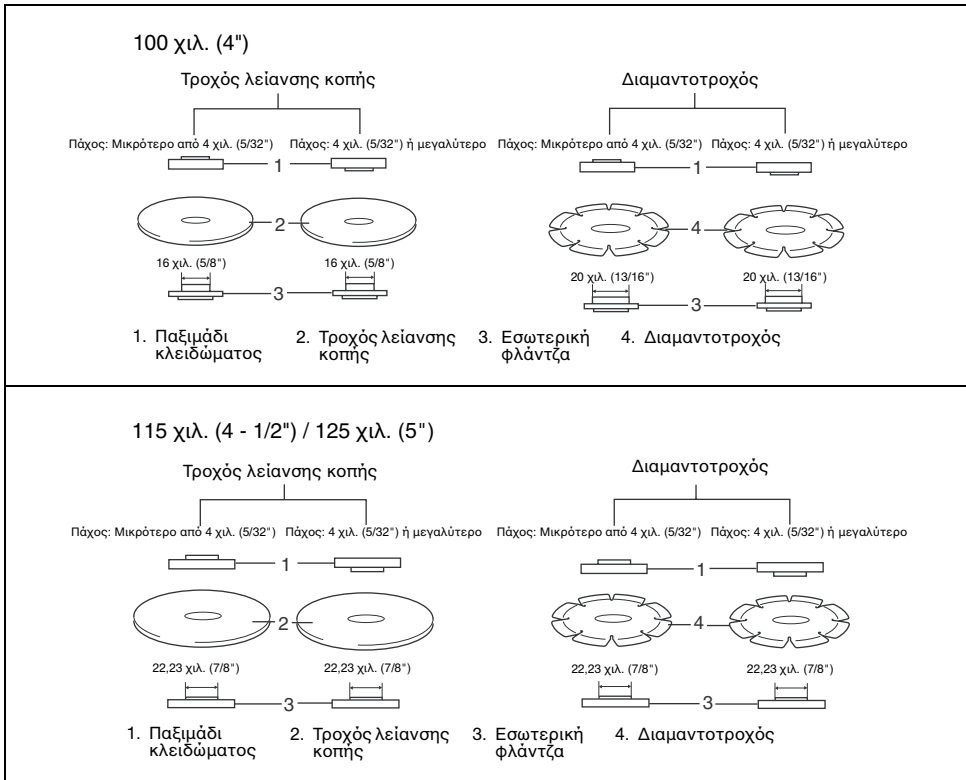 100 χιλ. (4")
Τροχός λείανσης κοπής
Διαμαντοτροχός
Πάχος: Μικρότερο από 4 χιλ. (5/32") Πάχος: 4 χιλ. (5/32") ή μεγαλύτερο
Πάχος: Μικρότερο από 4 χιλ. (5/32") Πάχος: 4 χιλ. (5/32") ή μεγαλύτερο
1
1
2
4
16 χιλ. (5/8") 16 χιλ. (5/8")
20 χιλ. (13/16") 20 χιλ. (13/16")
3
3
1. Παξιμάδι κλειδώματος
2. Τροχός λείανσης κοπής
3. Εσωτερική φλάντζα
4. Διαμαντοτροχός
115 χιλ. (4 - 1/2") / 125 χιλ. (5")
Τροχός λείανσης κοπής
Διαμαντοτροχός
Πάχος: Μικρότερο από 4 χιλ. (5/32") Πάχος: 4 χιλ. (5/32") ή μεγαλύτερο
Πάχος: Μικρότερο από 4 χιλ. (5/32") Πάχος: 4 χιλ. (5/32") ή μεγαλύτερο
1
1
2
4
22,23 χιλ. (7/8") 22,23 χιλ. (7/8")
22,23 χιλ. (7/8") 22,23 χιλ. (7/8")
3
3
1. Παξιμάδι κλειδώματος
2. Τροχός λείανσης κοπής
3. Εσωτερική φλάντζα
4. Διαμαντοτροχός